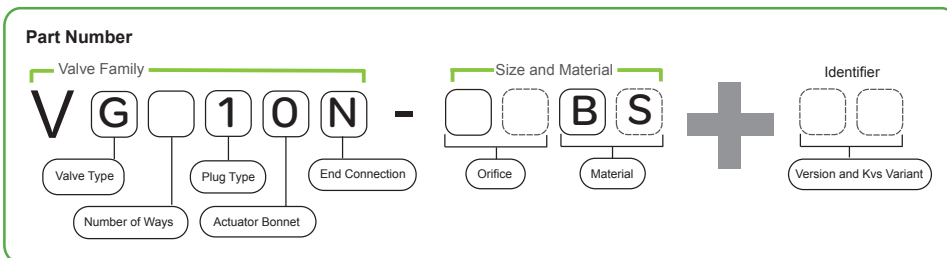 Part Number
Valve Family
Size and Material
Identifier
V G 1 0 N - B S
Valve Type
Plug Type
End Connection
Orifice
Material
Version and Kvs Variant
Number of Ways
Actuator Bonnet